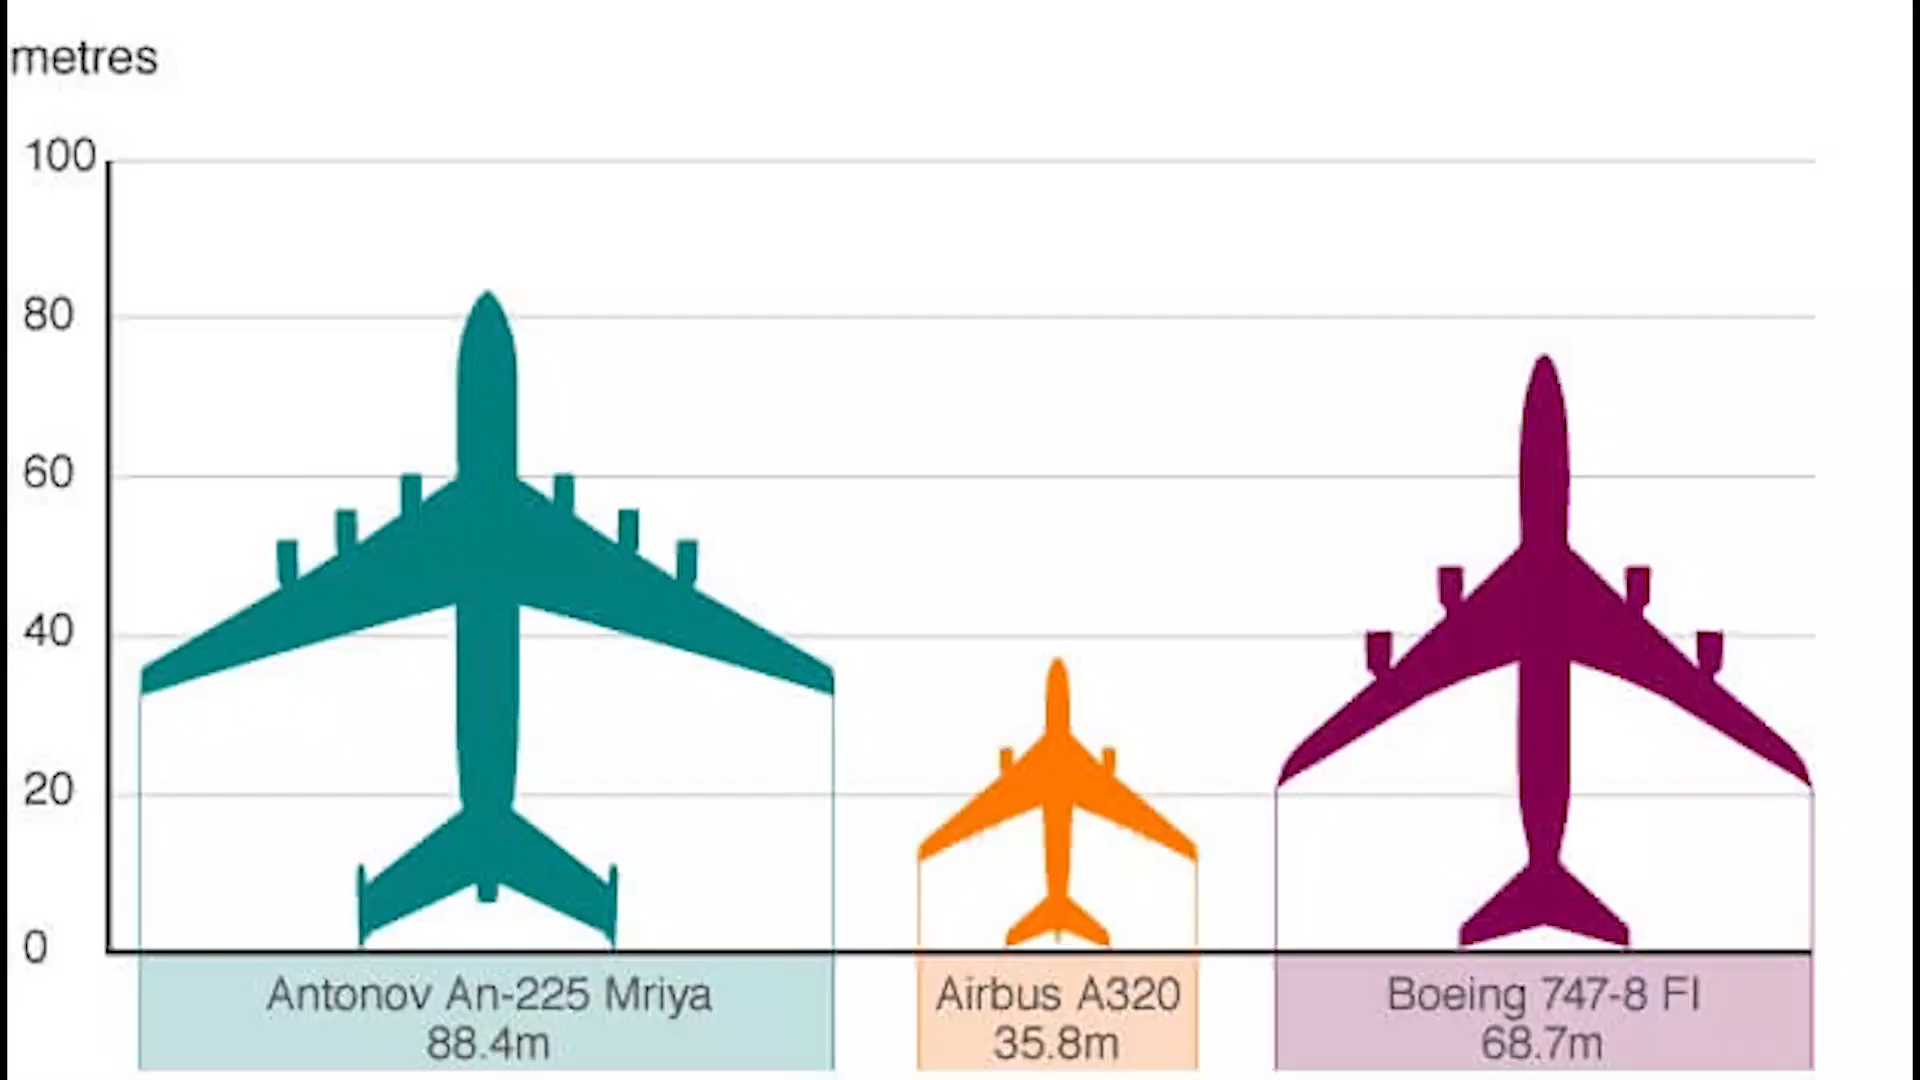 metres
100
80
60
40
20
0
Antonov An-225 Mriya
88.4m
Airbus A320
35.8m
Boeing 747-8 FI
68.7m